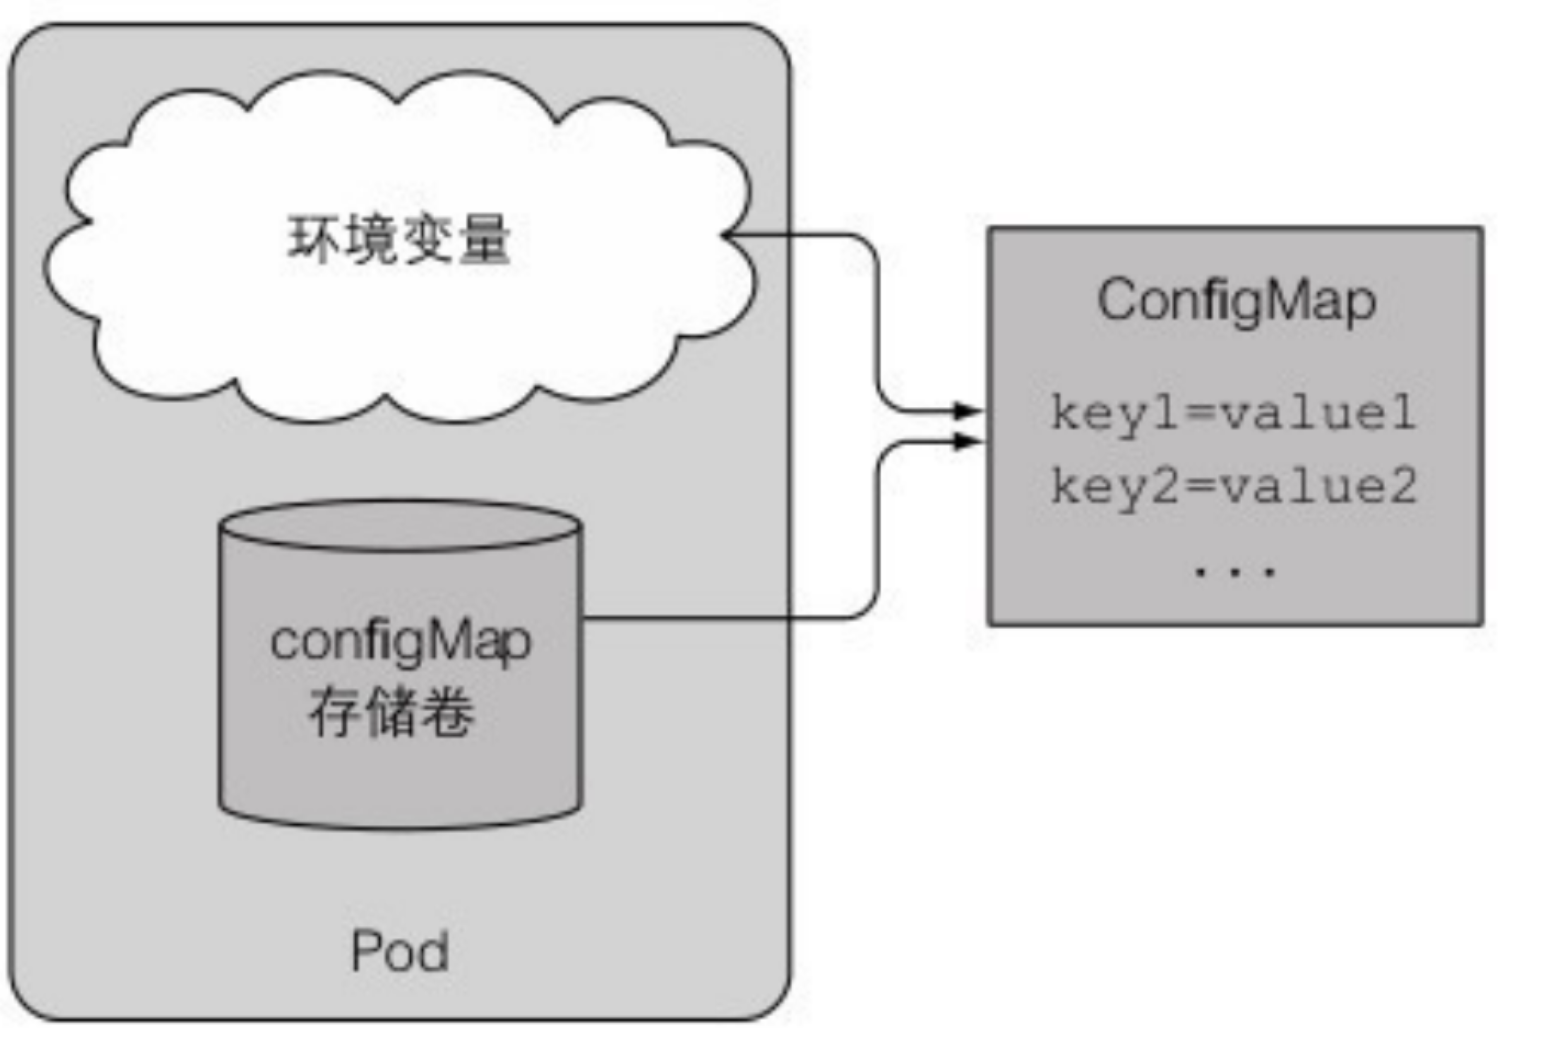 环境变量
configMap
存储卷
Pod
ConfigMap
key1=value1
key2=value2
...